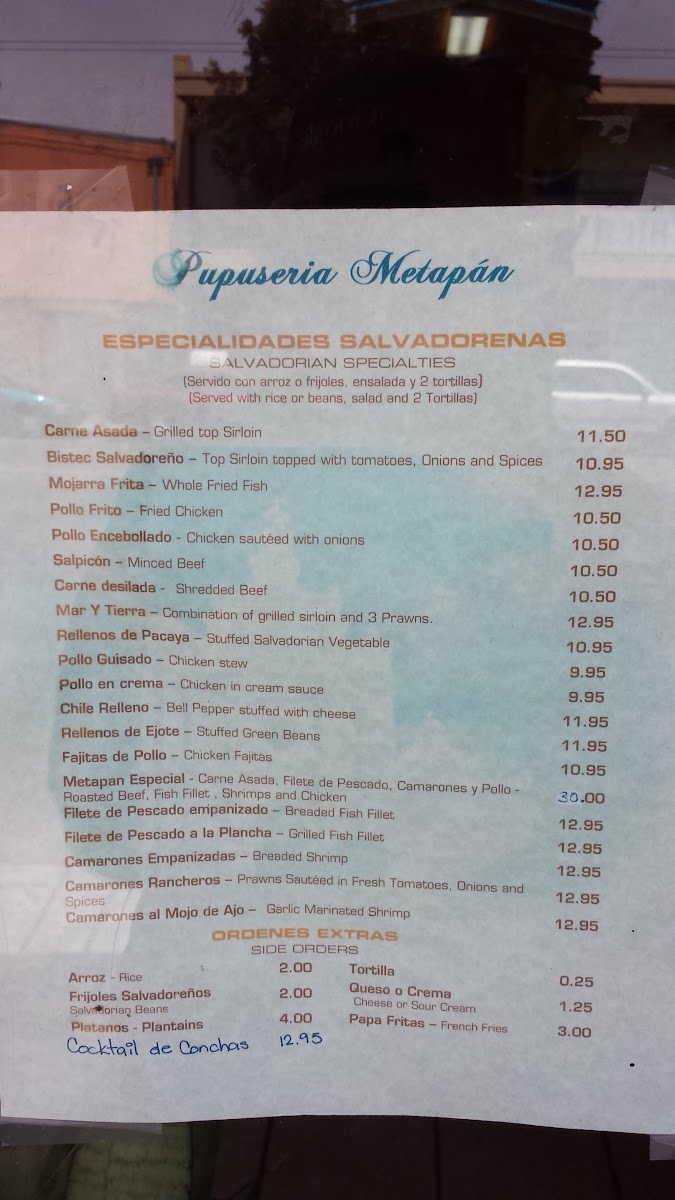 Pupuseria Metapán
ESPECIALIDADES SALVADORENAS
SALVADORIAN SPECIALTIES
(Servido con arroz o frijoles, ensalada y 2 tortillas)
(Served with rice or beans, salad and 2 Tortillas)
Carne Asada – Grilled top Sirloin 11.50
Bistec Salvadoreño – Top Sirloin topped with tomatoes, Onions and Spices 10.95
Mojarra Frita – Whole Fried Fish 12.95
Pollo Frito – Fried Chicken 10.50
Pollo Encebollado - Chicken sautéed with onions 10.50
Salpicón – Minced Beef 10.50
Carne desilada - Shredded Beef 10.50
Mar Y Tierra – Combination of grilled sirloin and 3 Prawns. 12.95
Rellenos de Pacaya – Stuffed Salvadorian Vegetable 10.95
Pollo Guisado – Chicken stew 9.95
Pollo en crema – Chicken in cream sauce 9.95
Chile Relleno – Bell Pepper stuffed with cheese 11.95
Rellenos de Ejote – Stuffed Green Beans 11.95
Fajitas de Pollo – Chicken Fajitas 10.95
Metapan Especial - Carne Asada, Filete de Pescado, Camarones y Pollo -
Roasted Beef, Fish Fillet , Shrimps and Chicken 30.00
Filete de Pescado empanizado – Breaded Fish Fillet 12.95
Filete de Pescado a la Plancha – Grilled Fish Fillet 12.95
Camarones Empanizadas – Breaded Shrimp 12.95
Camarones Rancheros – Prawns Sautéed in Fresh Tomatoes, Onions and
Spices 12.95
Camarones al Mojo de Ajo – Garlic Marinated Shrimp 12.95
ORDENES EXTRAS
SIDE ORDERS
Arroz - Rice 2.00
Frijoles Salvadoreños 2.00
Salvadorian Beans
Platanos - Plantains 4.00
Cocktail de Conchas 12.95
Tortilla 0.25
Queso o Crema
Cheese or Sour Cream 1.25
Papa Fritas – French Fries 3.00